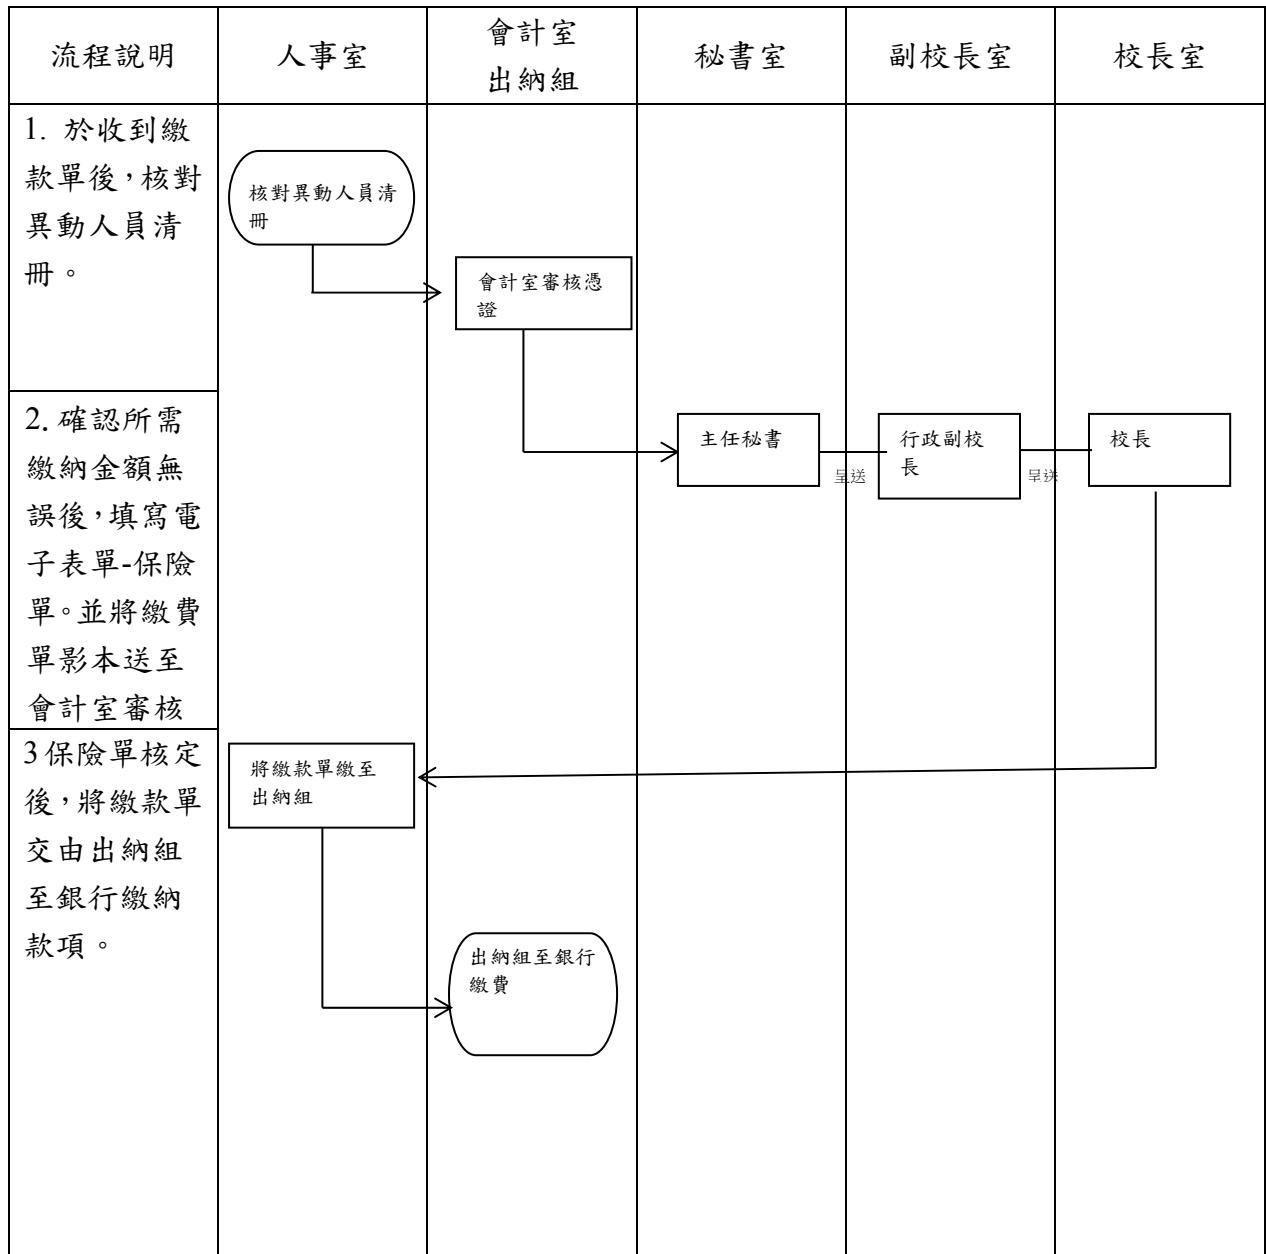 流程說明
人事室
會計室
出納組
秘書室
副校長室
校長室
1. 於收到繳
款單後，核對
異動人員清
冊。
核對異動人員清
冊
會計室審核憑
證
2. 確認所需
繳納金額無
誤後，填寫電
子表單-保險
單。並將繳費
單影本送至
會計室審核
主任秘書
呈送
行政副校
長
呈送
校長
3保險單核定
後，將繳款單
交由出納組
至銀行繳納
款項。
將繳款單繳至
出納組
出納組至銀行
繳費